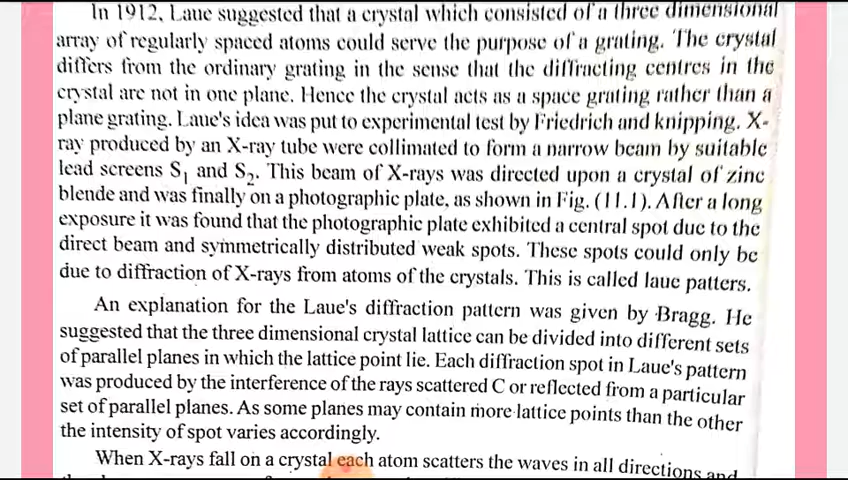 In 1912, Laue suggested that a crystal which consisted of a three dimensional
array of regularly spaced atoms could serve the purpose of a grating. The crystal
differs from the ordinary grating in the sense that the diffracting centres in the
crystal are not in one plane. Hence the crystal acts as a space grating rather than a
plane grating. Laue's idea was put to experimental test by Friedrich and knipping. X-
ray produced by an X-ray tube were collimated to form a narrow beam by suitable
lead screens S₁ and S₂. This beam of X-rays was directed upon a crystal of zinc
blende and was finally on a photographic plate, as shown in Fig. (11.1). After a long
exposure it was found that the photographic plate exhibited a central spot due to the
direct beam and symmetrically distributed weak spots. These spots could only be
due to diffraction of X-rays from atoms of the crystals. This is called laue patters.
An explanation for the Laue's diffraction pattern was given by Bragg. He
suggested that the three dimensional crystal lattice can be divided into different sets
of parallel planes in which the lattice point lie. Each diffraction spot in Laue's pattern
was produced by the interference of the rays scattered C or reflected from a particular
set of parallel planes. As some planes may contain more lattice points than the other
the intensity of spot varies accordingly.
When X-rays fall on a crystal each atom scatters the waves in all directions and